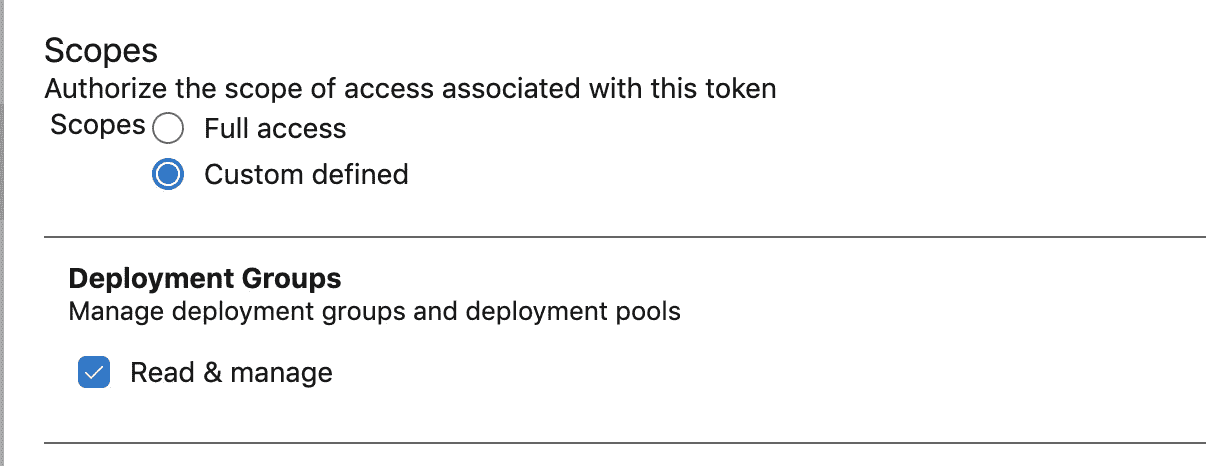 Scopes
Authorize the scope of access associated with this token
Scopes Full access
Custom defined
Deployment Groups
Manage deployment groups and deployment pools
Read & manage